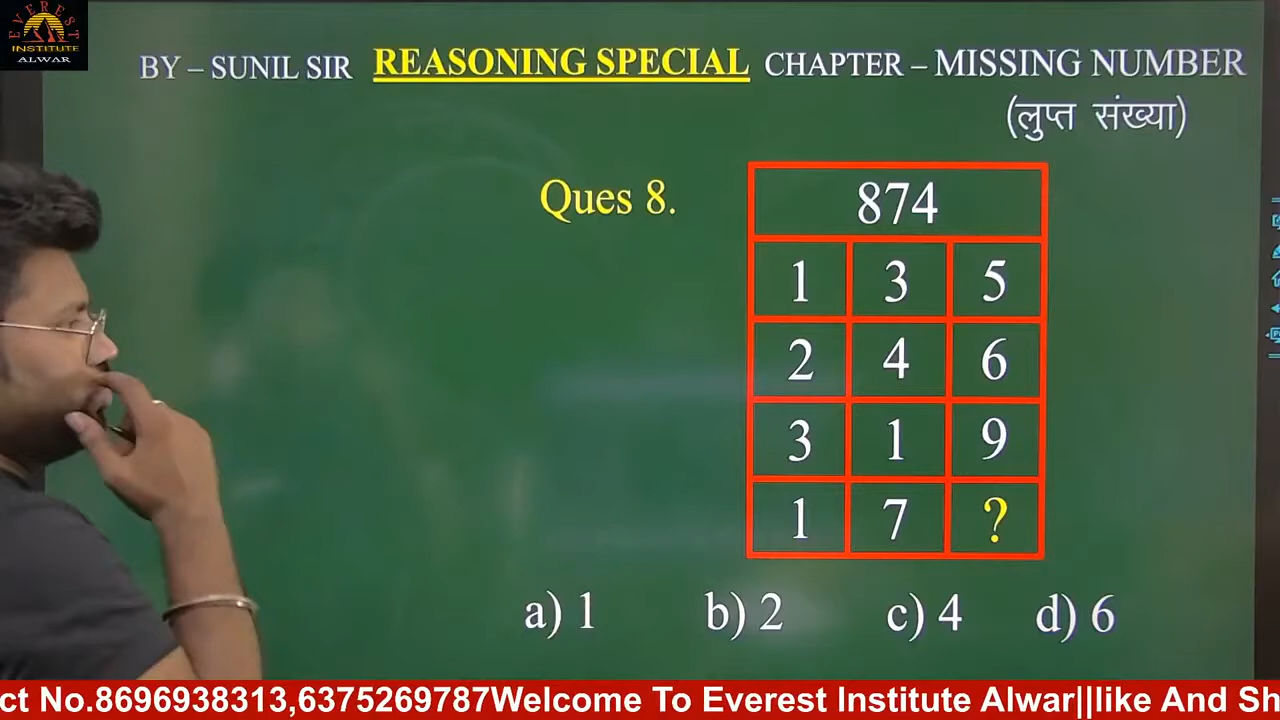 EVEREST
INSTITUTE
ALWAR
BY – SUNIL SIR REASONING SPECIAL CHAPTER – MISSING NUMBER
(लुप्त संख्या)
Ques 8.
874
1 3 5
2 4 6
3 1 9
1 7 ?
a) 1 b) 2 c) 4 d) 6
ct No.8696938313,6375269787Welcome To Everest Institute Alwar||like And Sh